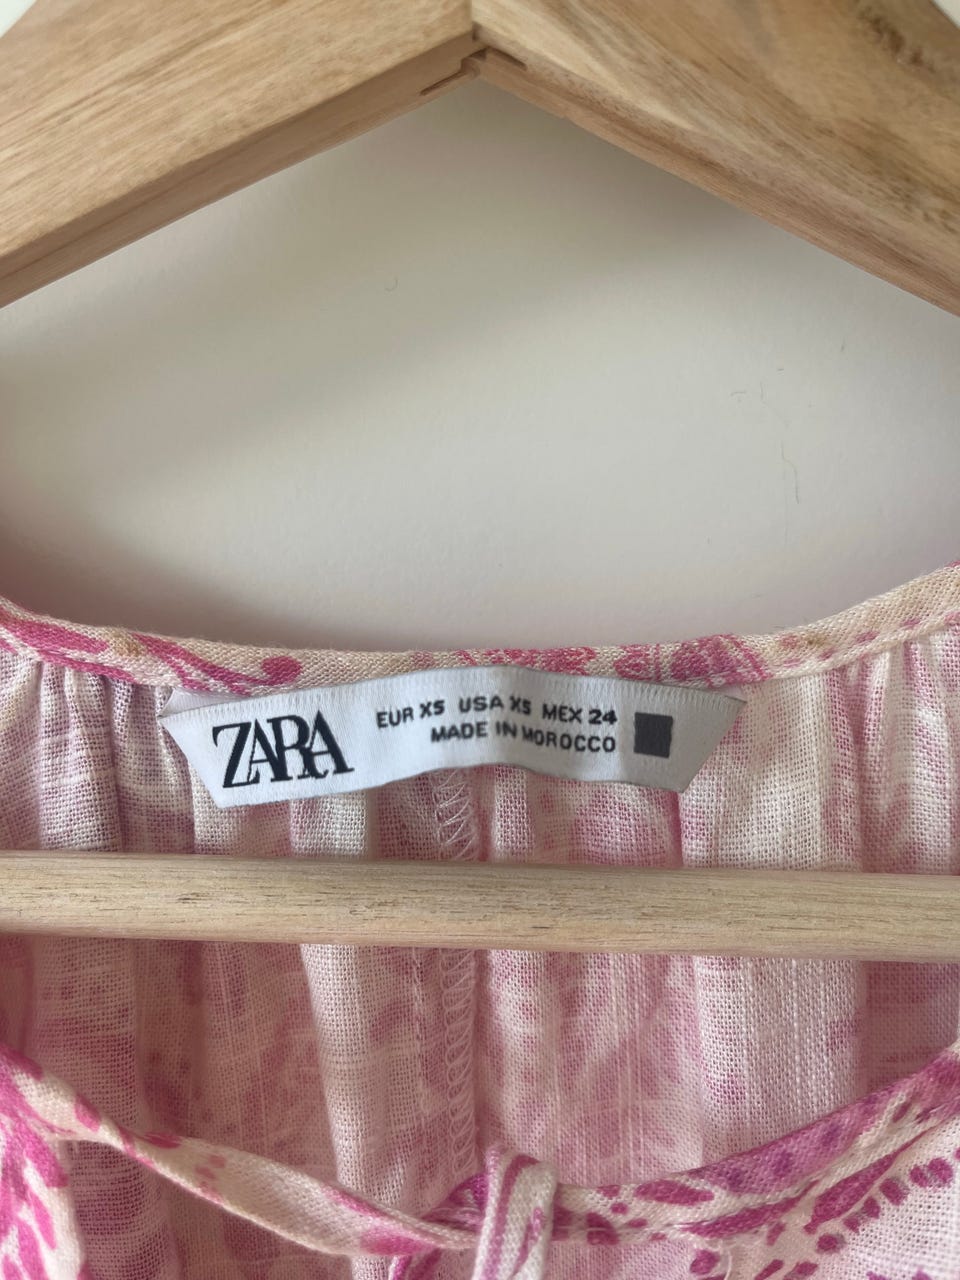 ZARA
EUR XS USA XS MEX 24
MADE IN MOROCCO